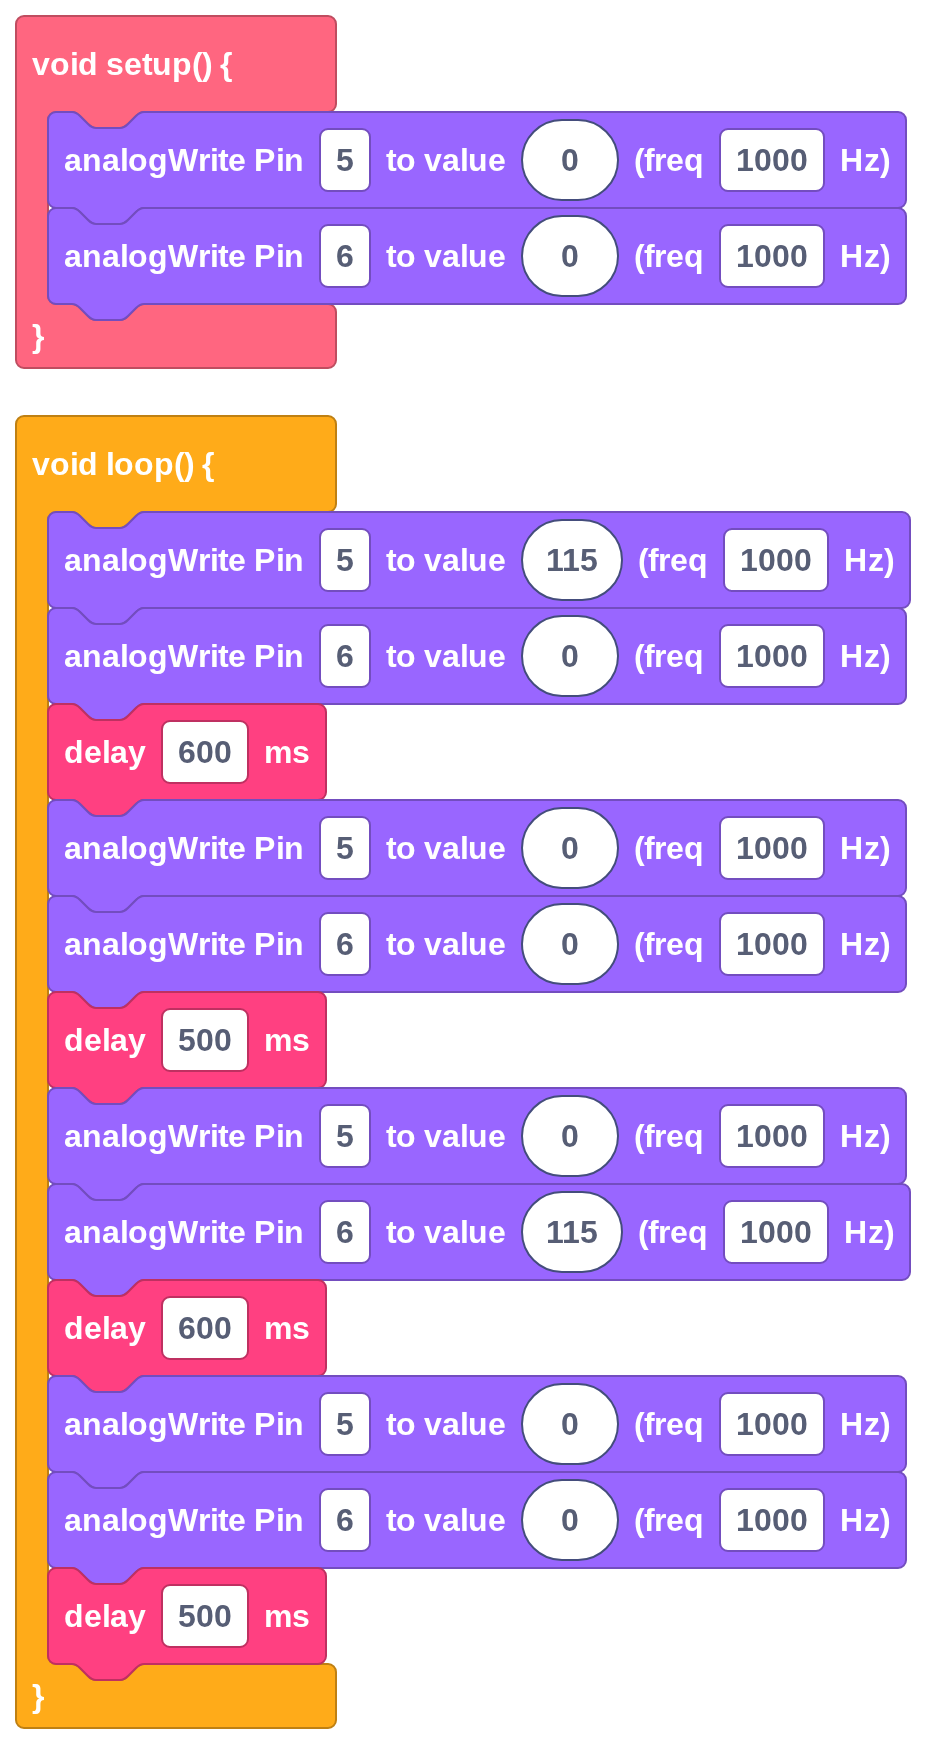 void setup() {
analogWrite Pin 5 to value 0 (freq 1000 Hz)
analogWrite Pin 6 to value 0 (freq 1000 Hz)
}
void loop() {
analogWrite Pin 5 to value 115 (freq 1000 Hz)
analogWrite Pin 6 to value 0 (freq 1000 Hz)
delay 600 ms
analogWrite Pin 5 to value 0 (freq 1000 Hz)
analogWrite Pin 6 to value 0 (freq 1000 Hz)
delay 500 ms
analogWrite Pin 5 to value 0 (freq 1000 Hz)
analogWrite Pin 6 to value 115 (freq 1000 Hz)
delay 600 ms
analogWrite Pin 5 to value 0 (freq 1000 Hz)
analogWrite Pin 6 to value 0 (freq 1000 Hz)
delay 500 ms
}